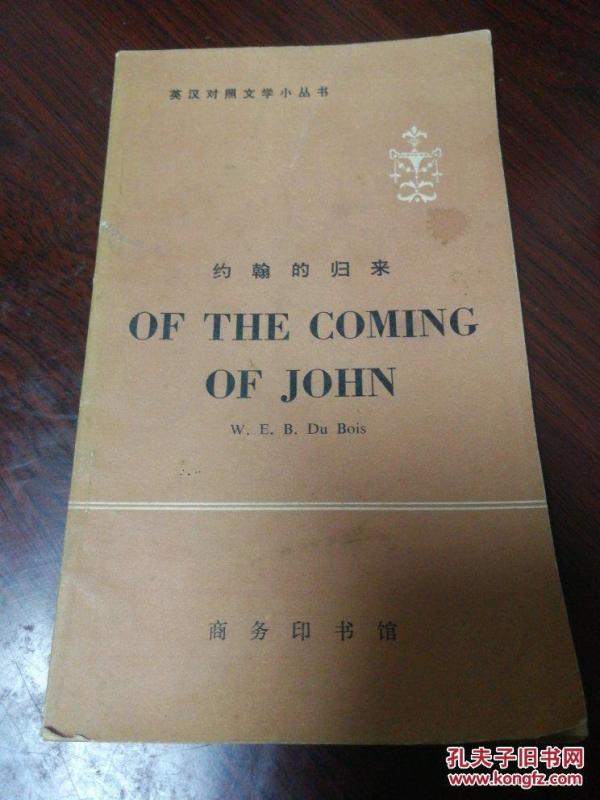 英汉对照文学小丛书
约翰的归来
OF THE COMING
OF JOHN
W. E. B. Du Bois
商务印书馆
孔夫子旧书网
www.kongfz.com